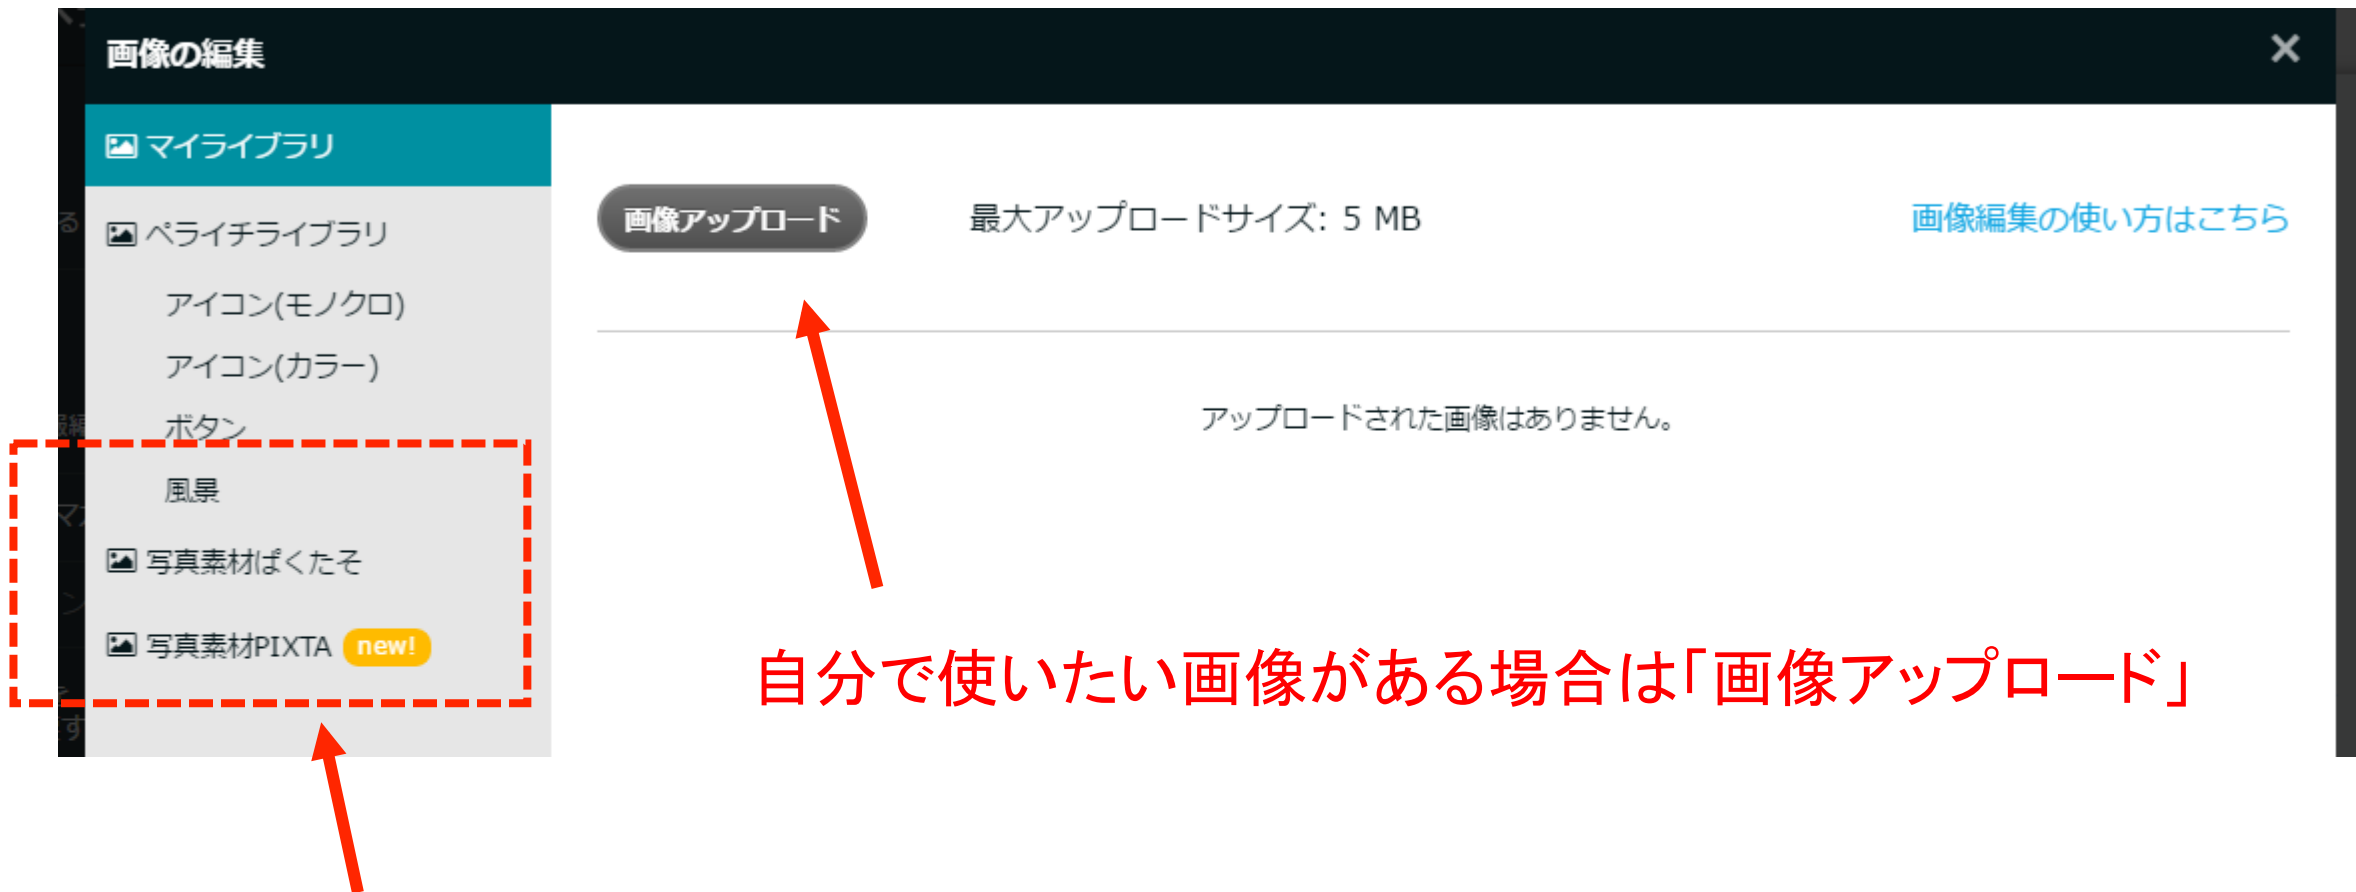 画像の編集
×
マイライブラリ
ペライチライブラリ
アイコン(モノクロ)
アイコン(カラー)
ボタン
風景
写真素材ぱくたそ
写真素材PIXTA new!
画像アップロード
最大アップロードサイズ: 5 MB
画像編集の使い方はこちら
アップロードされた画像はありません。
自分で使いたい画像がある場合は「画像アップロード」